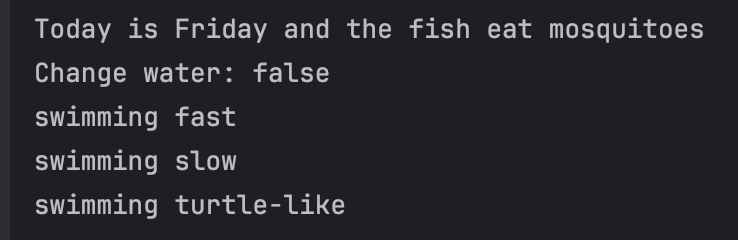 Today is Friday and the fish eat mosquitoes
Change water: false
swimming fast
swimming slow
swimming turtle-like